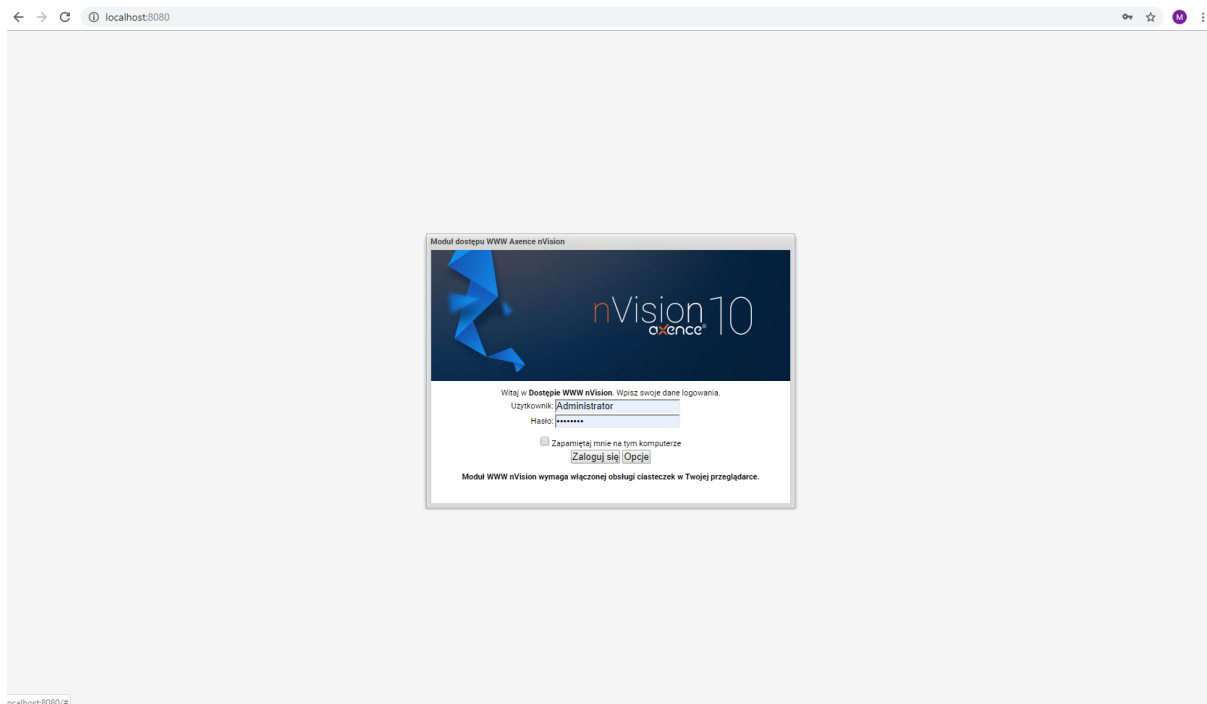 localhost:8080
M
Moduł dostępu WWW Axence nVision
nVision 10
axence®
Witaj w Dostępie WWW nVision. Wpisz swoje dane logowania.
Użytkownik: Administrator
Hasło: ••••••••
Zapamiętaj mnie na tym komputerze
Zaloguj się Opcje
Moduł WWW nVision wymaga włączonej obsługi ciasteczek w Twojej przeglądarce.
ocalhost:8080/#